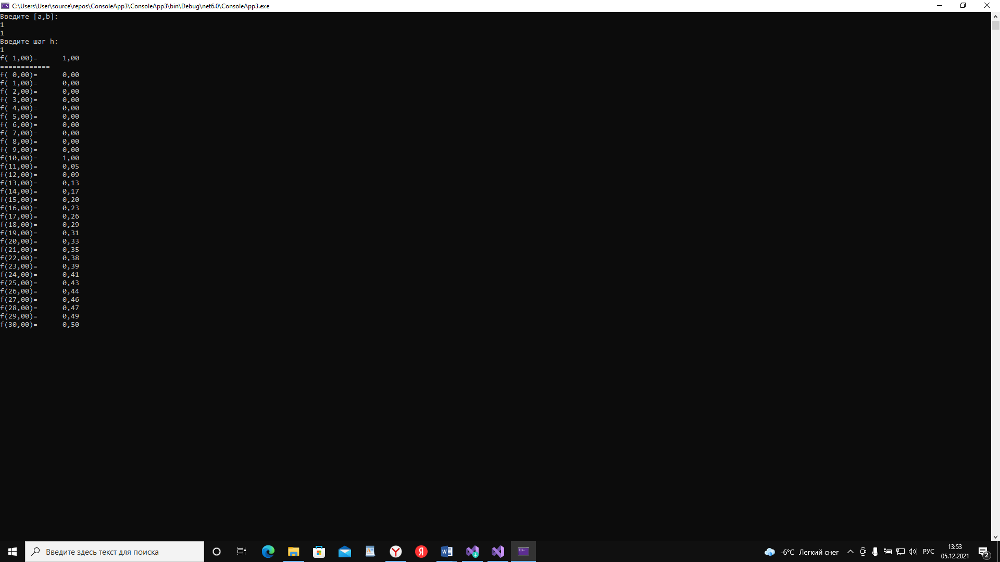 C:\Users\User\source\repos\ConsoleApp3\ConsoleApp3\bin\Debug\net6.0\ConsoleApp3.exe
Введите [a,b]:
1
1
Введите шаг h:
1
f( 1,00)=      1,00
============
f( 0,00)=      0,00
f( 1,00)=      0,00
f( 2,00)=      0,00
f( 3,00)=      0,00
f( 4,00)=      0,00
f( 5,00)=      0,00
f( 6,00)=      0,00
f( 7,00)=      0,00
f( 8,00)=      0,00
f( 9,00)=      0,00
f(10,00)=      1,00
f(11,00)=      0,05
f(12,00)=      0,09
f(13,00)=      0,13
f(14,00)=      0,17
f(15,00)=      0,20
f(16,00)=      0,23
f(17,00)=      0,26
f(18,00)=      0,29
f(19,00)=      0,31
f(20,00)=      0,33
f(21,00)=      0,35
f(22,00)=      0,38
f(23,00)=      0,39
f(24,00)=      0,41
f(25,00)=      0,43
f(26,00)=      0,44
f(27,00)=      0,46
f(28,00)=      0,47
f(29,00)=      0,49
f(30,00)=      0,50
Введите здесь текст для поиска
-6°C Легкий снег
РУС
13:53
05.12.2021
2